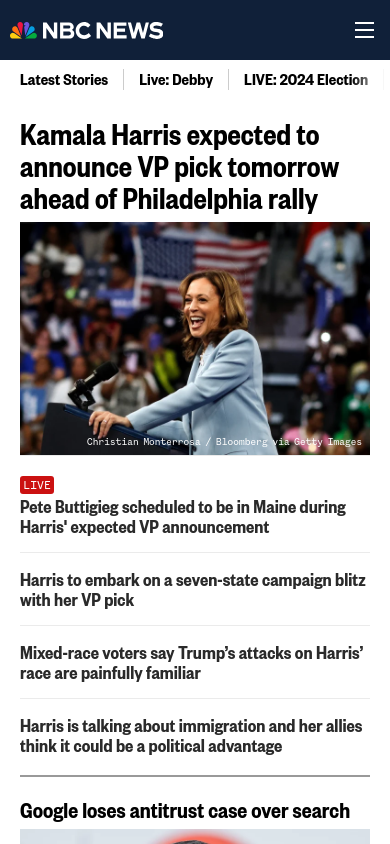 NBC NEWS
Latest Stories
Live: Debby
LIVE: 2024 Election
Kamala Harris expected to
announce VP pick tomorrow
ahead of Philadelphia rally
Christian Monterrosa / Bloomberg via Getty Images
LIVE
Pete Buttigieg scheduled to be in Maine during
Harris' expected VP announcement
Harris to embark on a seven-state campaign blitz
with her VP pick
Mixed-race voters say Trump’s attacks on Harris’
race are painfully familiar
Harris is talking about immigration and her allies
think it could be a political advantage
Google loses antitrust case over search